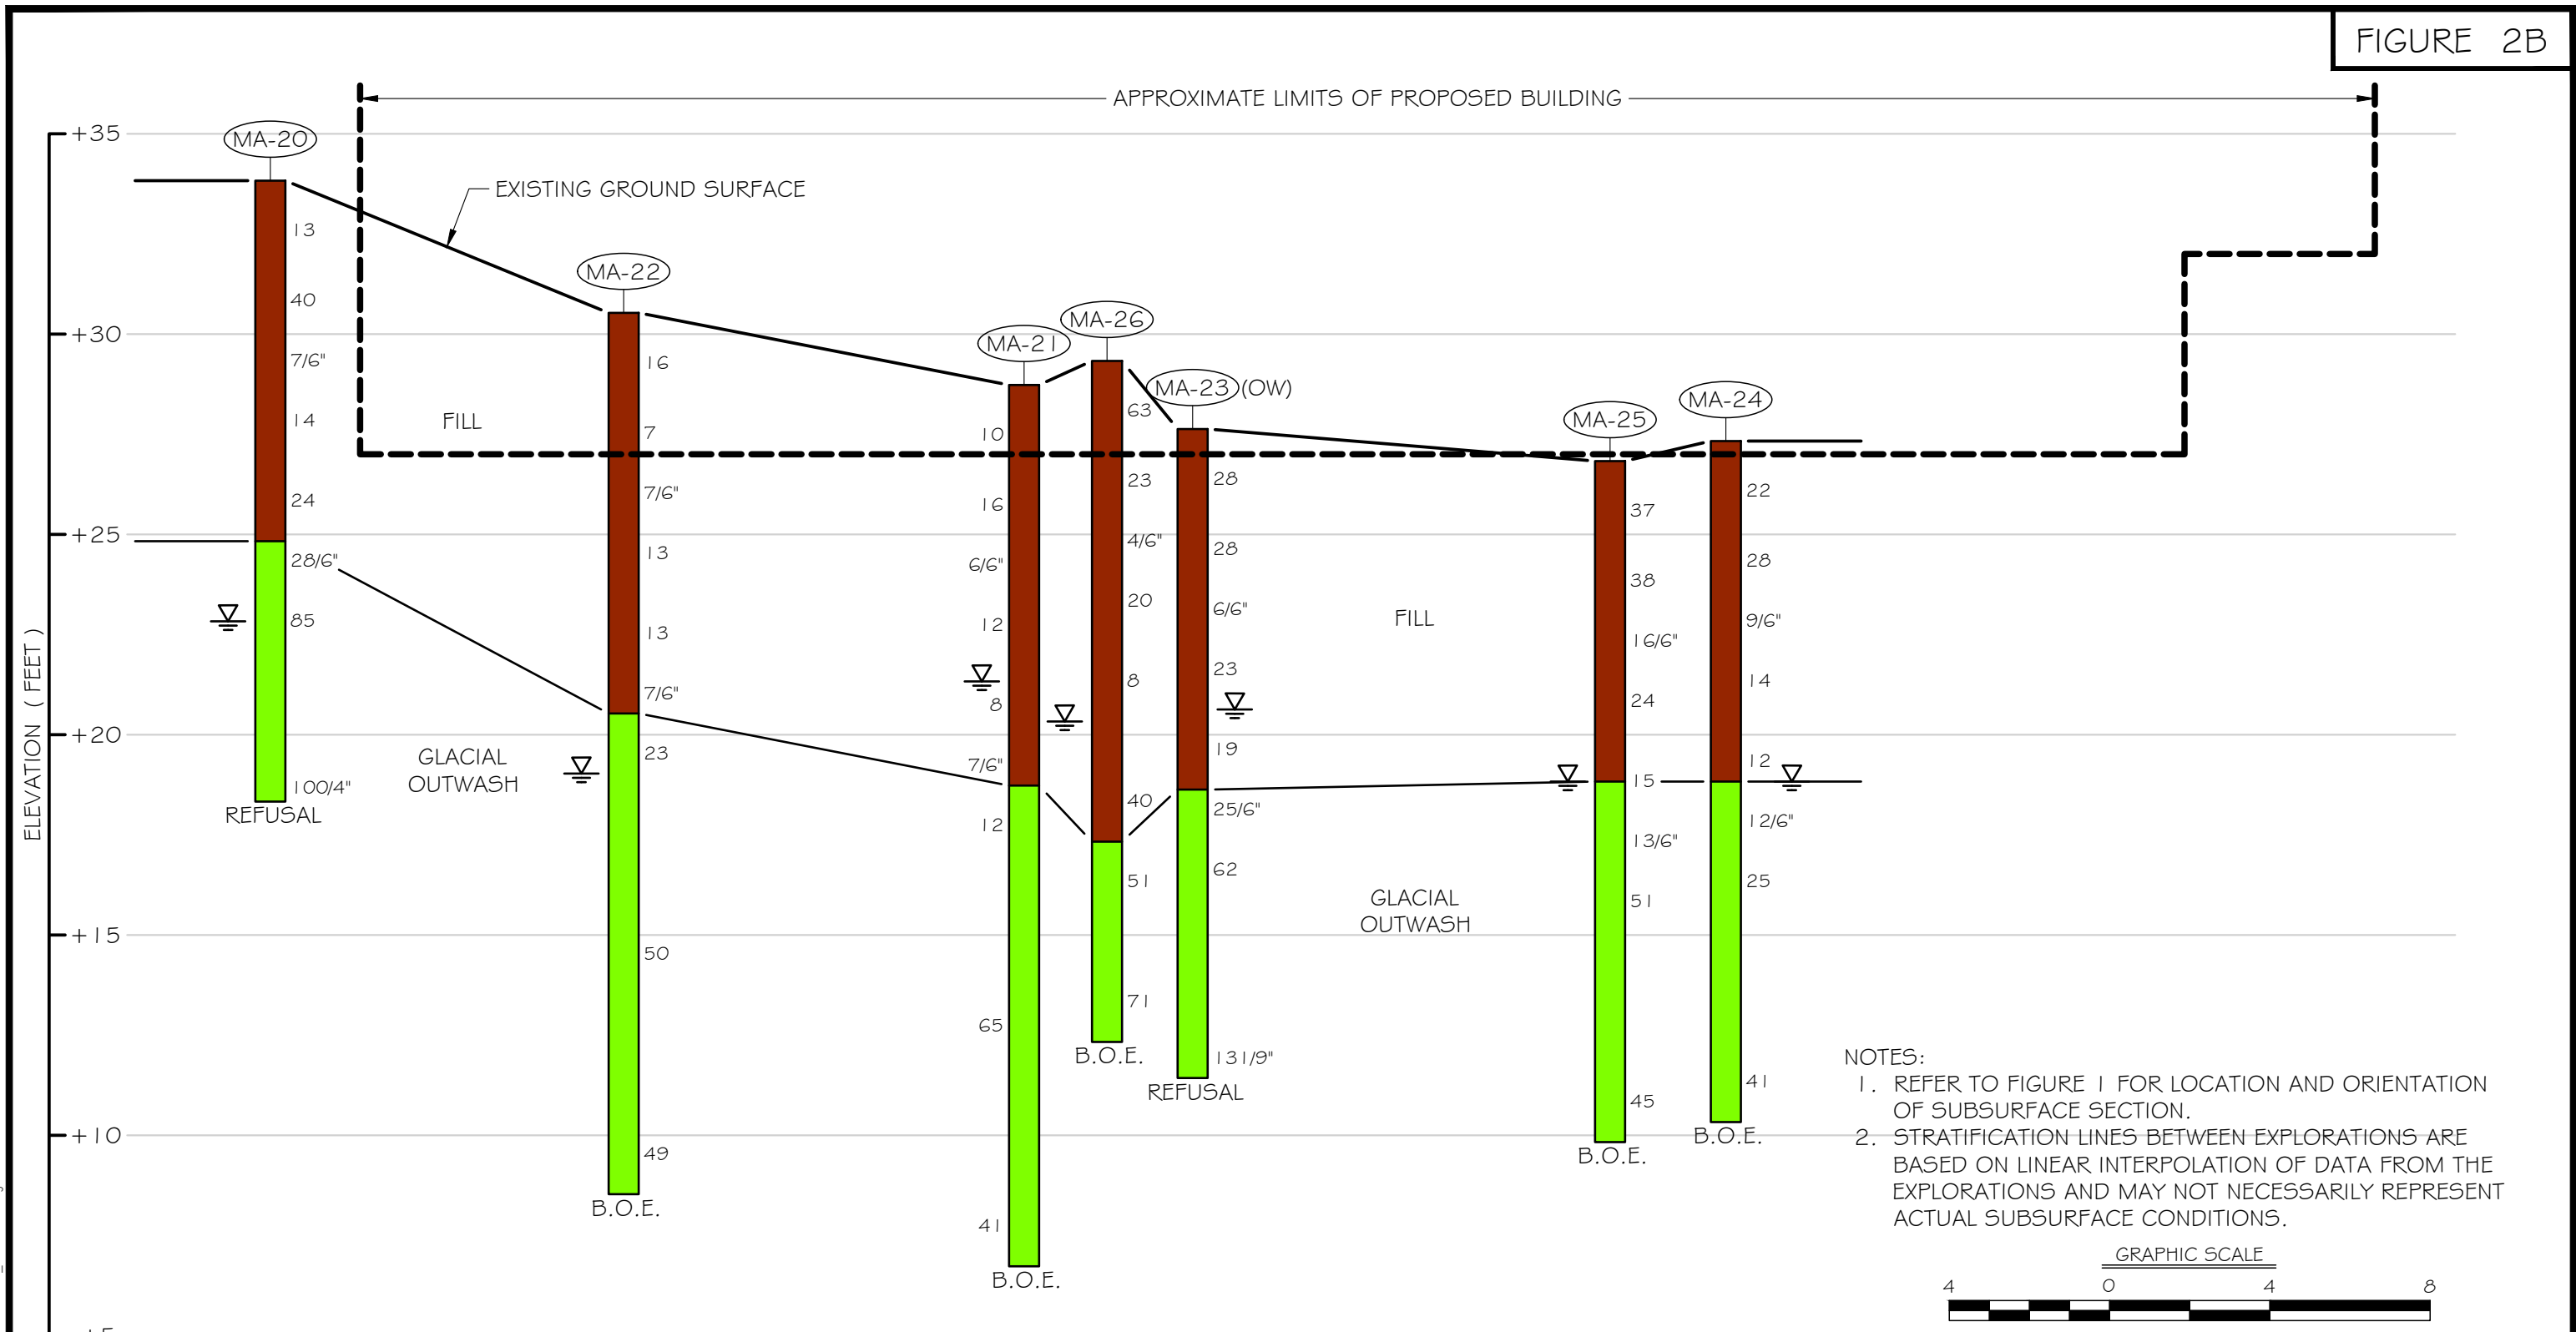 FIGURE 2B
APPROXIMATE LIMITS OF PROPOSED BUILDING
+35
+30
+25
+20
+15
+10
ELEVATION ( FEET )
EXISTING GROUND SURFACE
MA-20
13
40
7/6"
14
24
28/6"
85
100/4"
REFUSAL
FILL
GLACIAL
OUTWASH
MA-22
16
7
7/6"
13
13
7/6"
23
50
49
B.O.E.
MA-21
10
16
6/6"
12
8
7/6"
12
65
41
B.O.E.
MA-26
63
23
4/6"
20
8
40
51
71
B.O.E.
MA-23 (OW)
28
28
6/6"
23
19
25/6"
62
131/9"
REFUSAL
FILL
GLACIAL
OUTWASH
MA-25
37
38
16/6"
24
15
13/6"
51
45
B.O.E.
MA-24
22
28
9/6"
14
12
12/6"
25
41
B.O.E.
NOTES:
1. REFER TO FIGURE 1 FOR LOCATION AND ORIENTATION
OF SUBSURFACE SECTION.
2. STRATIFICATION LINES BETWEEN EXPLORATIONS ARE
BASED ON LINEAR INTERPOLATION OF DATA FROM THE
EXPLORATIONS AND MAY NOT NECESSARILY REPRESENT
ACTUAL SUBSURFACE CONDITIONS.
GRAPHIC SCALE
4 0 4 8